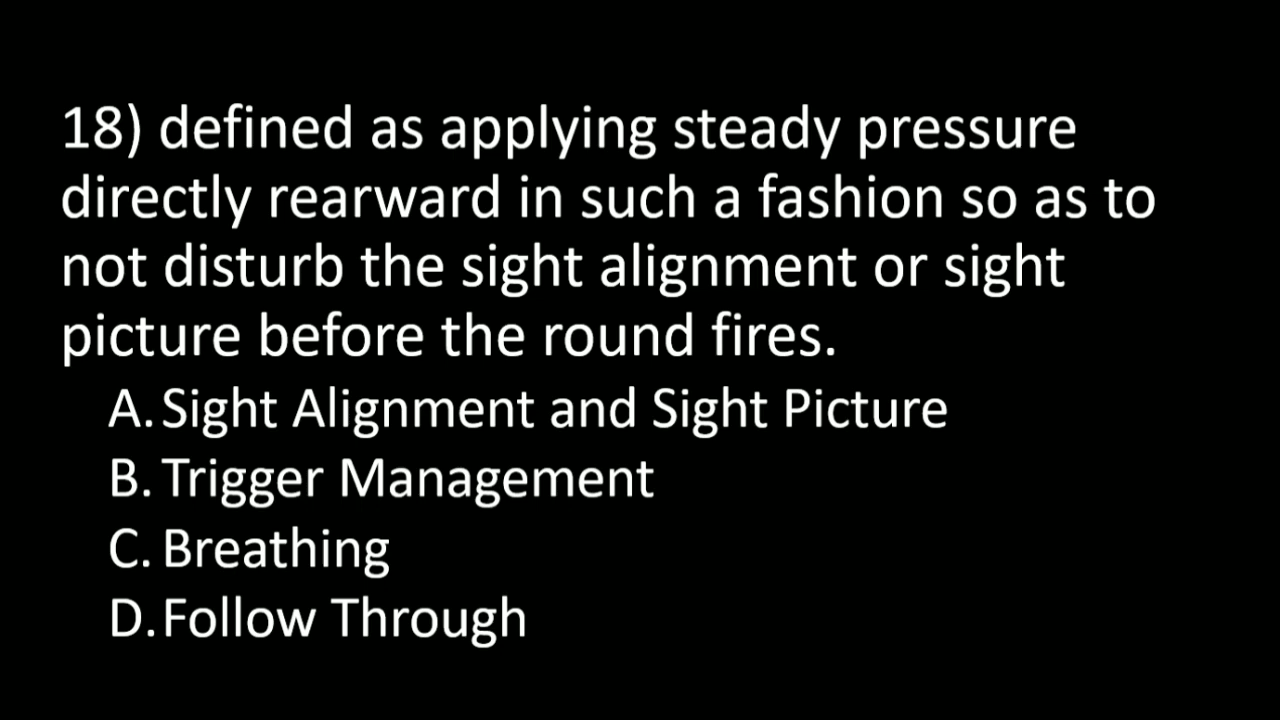 18) defined as applying steady pressure
directly rearward in such a fashion so as to
not disturb the sight alignment or sight
picture before the round fires.
A. Sight Alignment and Sight Picture
B. Trigger Management
C. Breathing
D. Follow Through